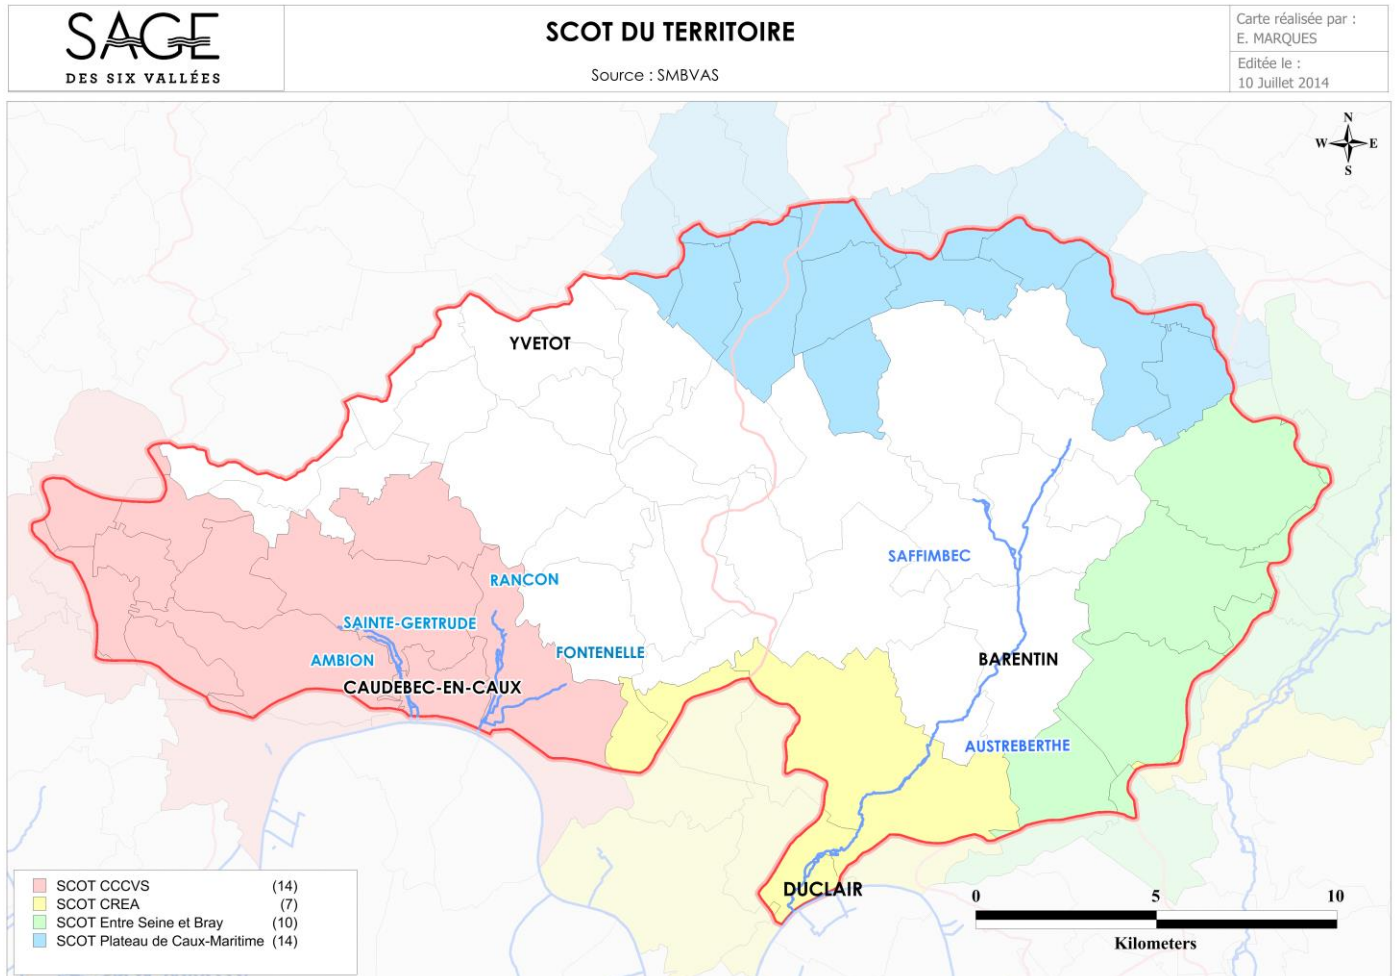 SAGE
DES SIX VALLÉES
SCOT DU TERRITOIRE
Source : SMBVAS
Carte réalisée par :
E. MARQUES
Editée le :
10 Juillet 2014
N
W E
S
YVETOT
SAFFIMBEC
RANCON
SAINTE-GERTRUDE
FONTENELLE
AMBION
BARENTIN
CAUDEBEC-EN-CAUX
AUSTREBERTHE
DUCLAIR
SCOT CCCVS (14)
SCOT CREA (7)
SCOT Entre Seine et Bray (10)
SCOT Plateau de Caux-Maritime (14)
0 5 10
Kilometers